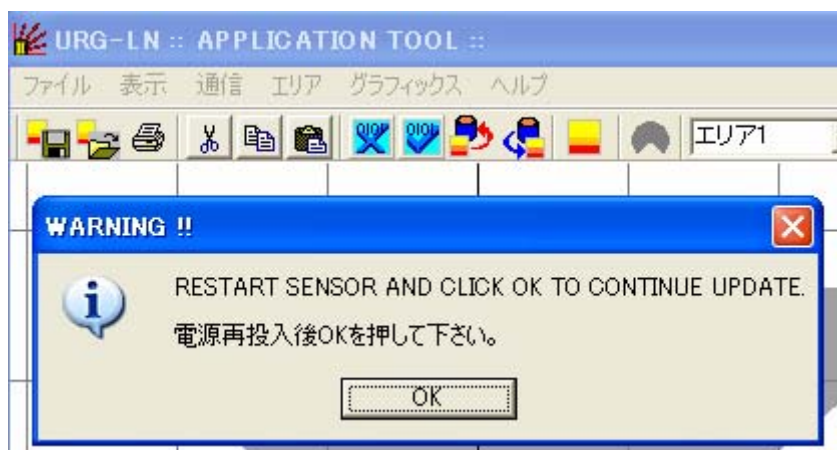 URG-LN :: APPLICATION TOOL ::
ファイル 表示 通信 エリア グラフィックス ヘルプ
エリア1
WARNING !!
RESTART SENSOR AND CLICK OK TO CONTINUE UPDATE.
電源再投入後OKを押して下さい。
OK